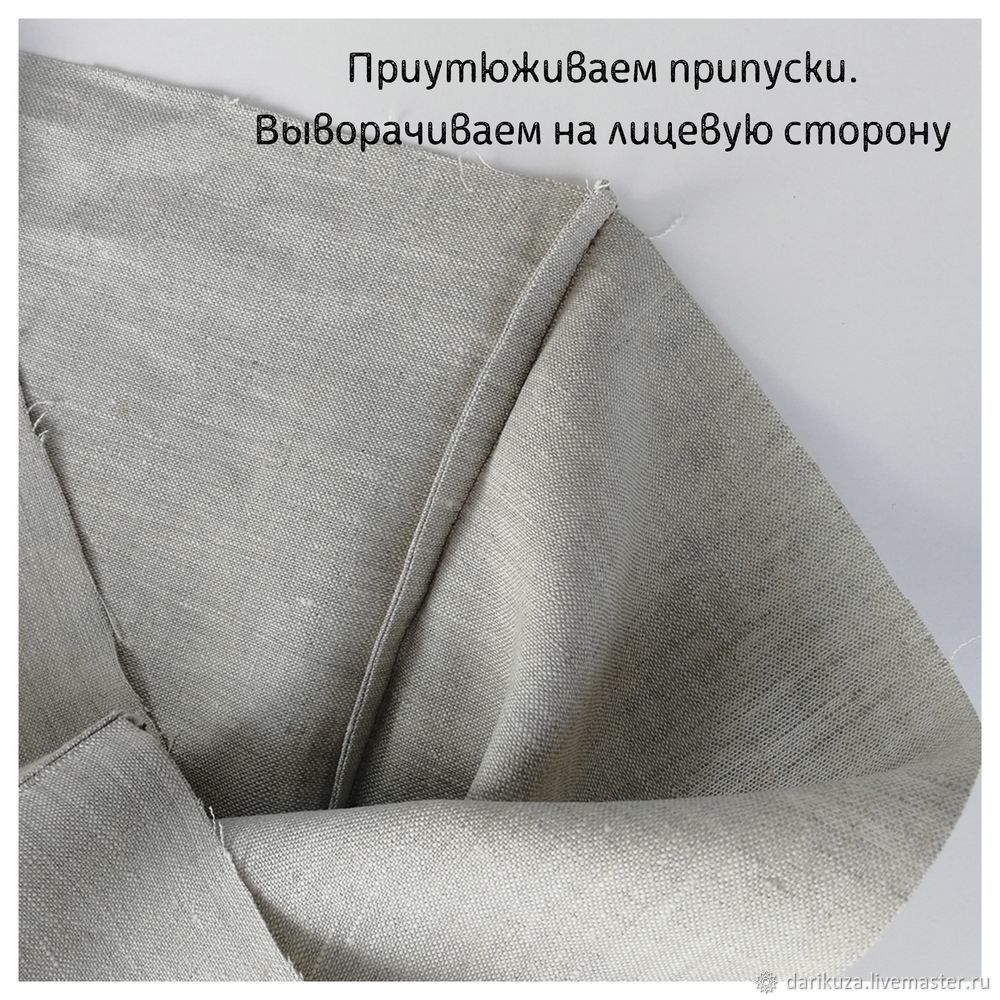 Приутюживаем припуски.
Выворачиваем на лицевую сторону
darikuza.livemaster.ru